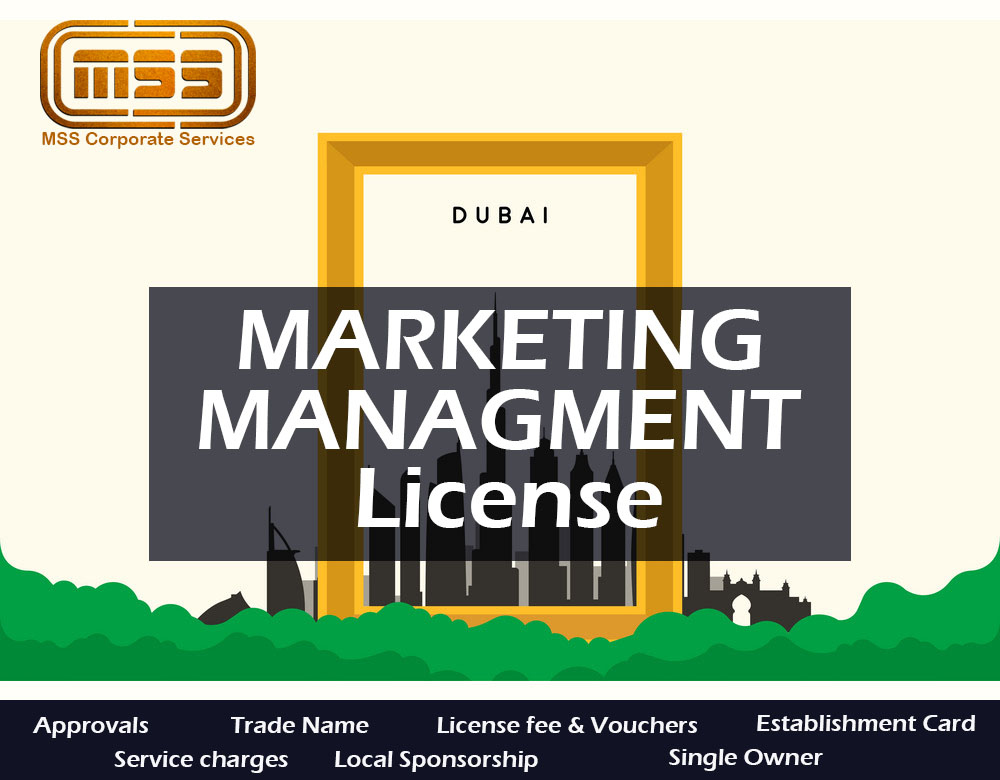 MSS
MSS Corporate Services
DUBAI
MARKETING
MANAGMENT
License
Approvals Trade Name License fee & Vouchers Establishment Card
Service charges Local Sponsorship Single Owner